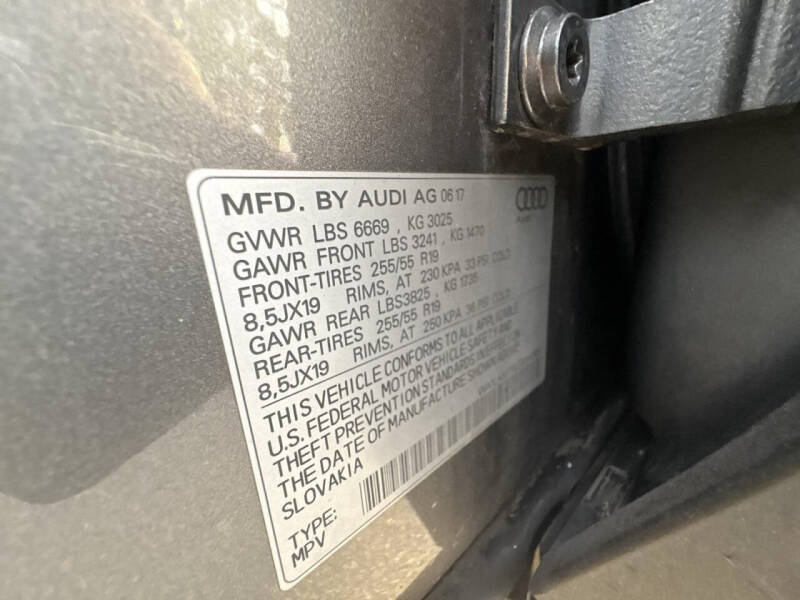 MFD. BY AUDI AG 06 17
GVWR LBS 6669 , KG 3025
GAWR FRONT LBS 3241 , KG 1470
FRONT-TIRES 255/55 R19
8,5JX19 RIMS, AT 230 KPA 33 PSI COLD
GAWR REAR LBS3825 , KG 1735
REAR-TIRES 255/55 R19
8,5JX19 RIMS, AT 250 KPA 36 PSI COLD
THIS VEHICLE CONFORMS TO ALL APPLICABLE
U.S. FEDERAL MOTOR VEHICLE SAFETY AND
THEFT PREVENTION STANDARDS IN EFFECT ON
THE DATE OF MANUFACTURE SHOWN ABOVE
SLOVAKIA
TYPE:
MPV
Audi